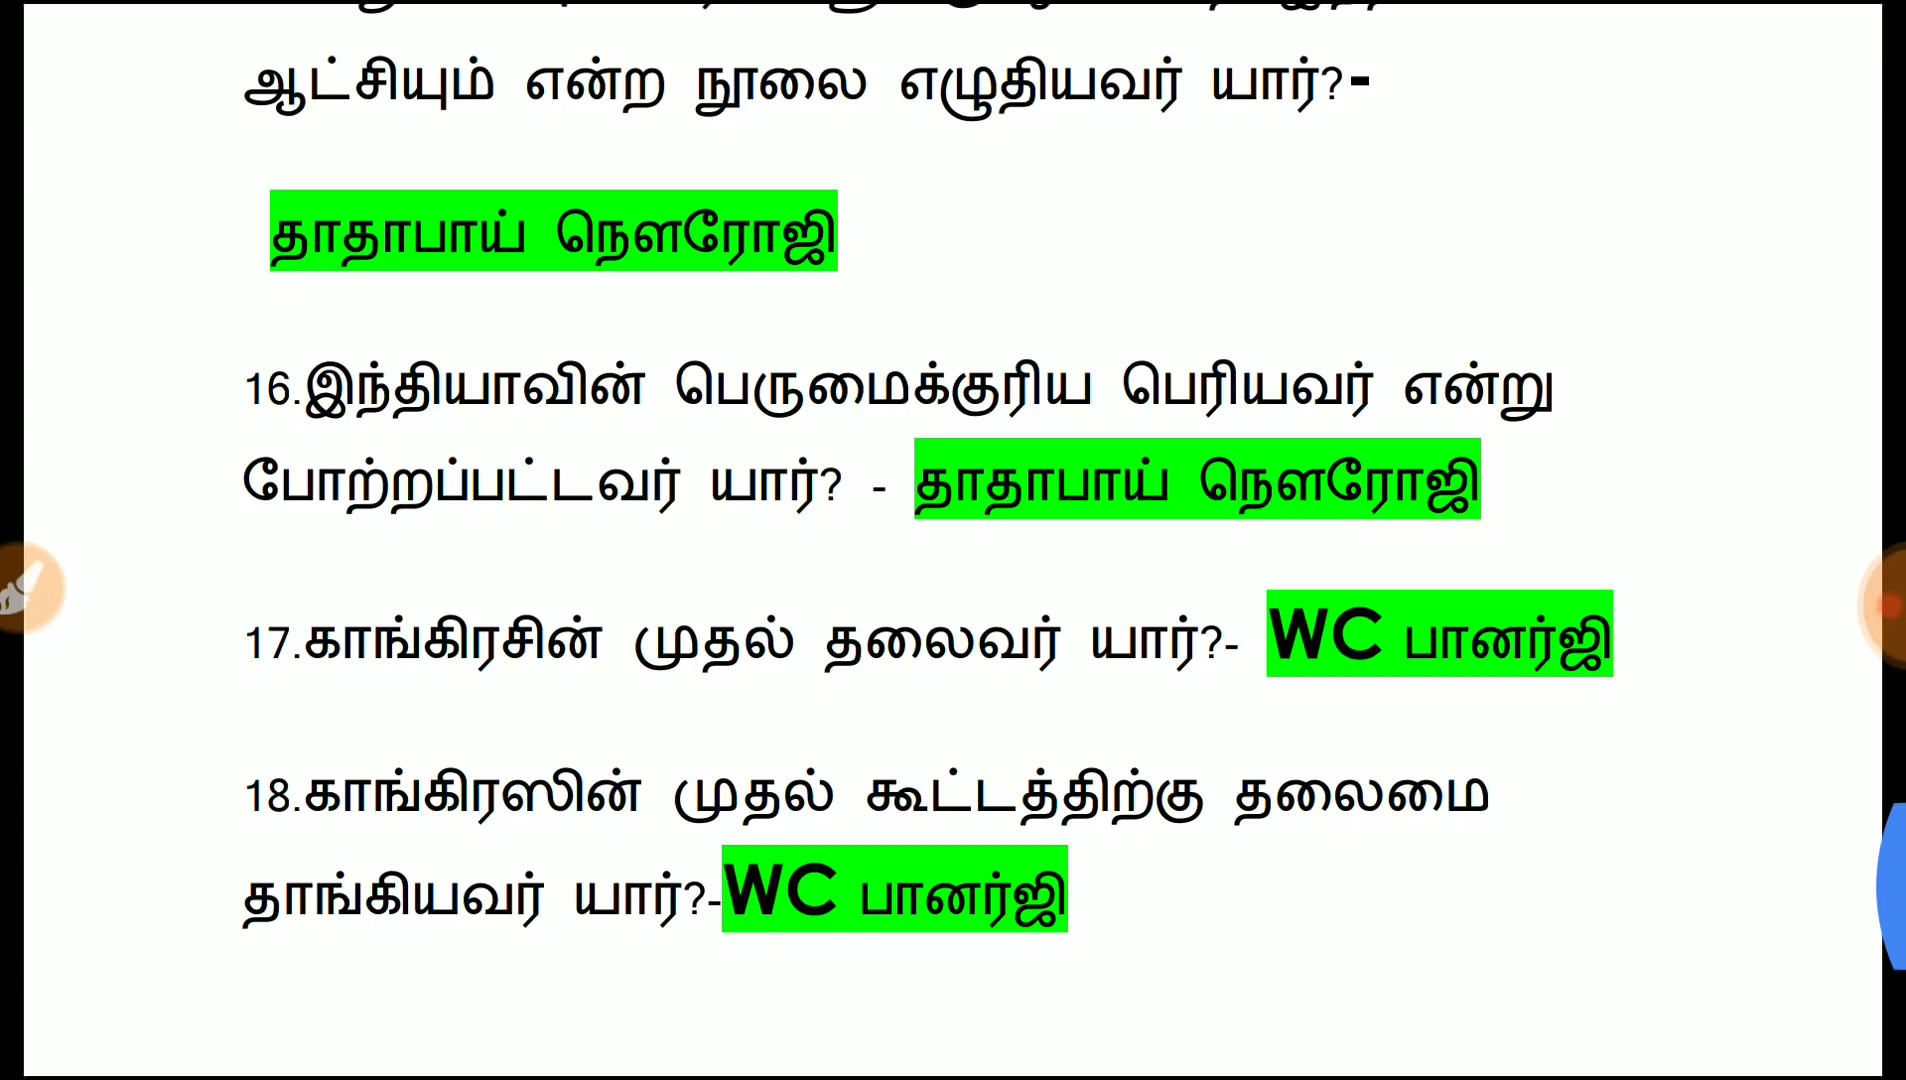 ஆட்சியும் என்ற நூலை எழுதியவர் யார்?-
தாதாபாய் நௌரோஜி
16.இந்தியாவின் பெருமைக்குரிய பெரியவர் என்று
போற்றப்பட்டவர் யார்? - தாதாபாய் நௌரோஜி
17.காங்கிரசின் முதல் தலைவர் யார்?- WC பானர்ஜி
18.காங்கிரஸின் முதல் கூட்டத்திற்கு தலைமை
தாங்கியவர் யார்?-WC பானர்ஜி